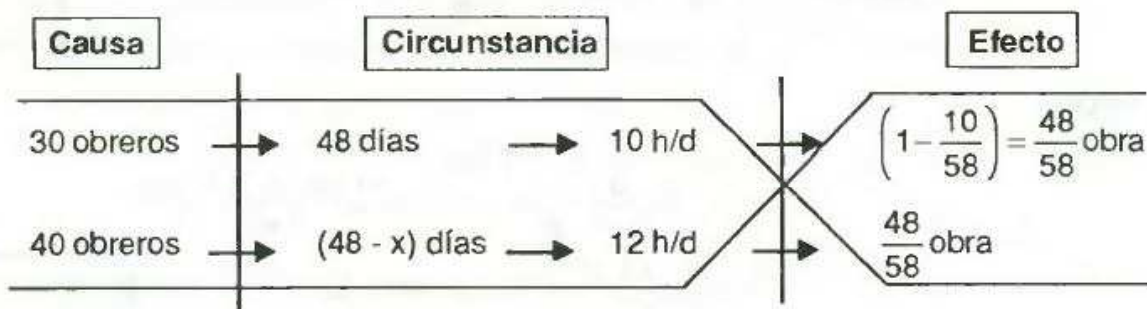 Causa Circunstancia Efecto
30 obreros 48 días 10 h/d (1 - 10/58) = 48/58 obra
40 obreros (48 - x) días 12 h/d 48/58 obra